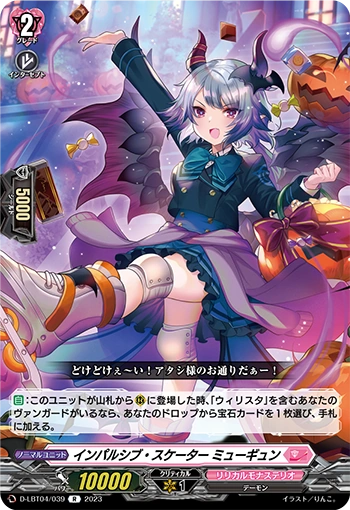 2
グレード
インターセプト
5000
シールド
どけどけぇ~い！アタシ様のお通りだぁー！
自:このユニットが山札からRに登場した時、「ウィリスタ」を含むあなたの
ヴァンガードがいるなら、あなたのドロップから宝石カードを1枚選び、手札
に加える。
ノーマルユニット
インパルシブ・スケーター ミューギュン
リリカルモナステリオ
パワー 10000
クリティカル
1
デーモン
D-LBT04/039 R 2023
イラスト/りんこ。